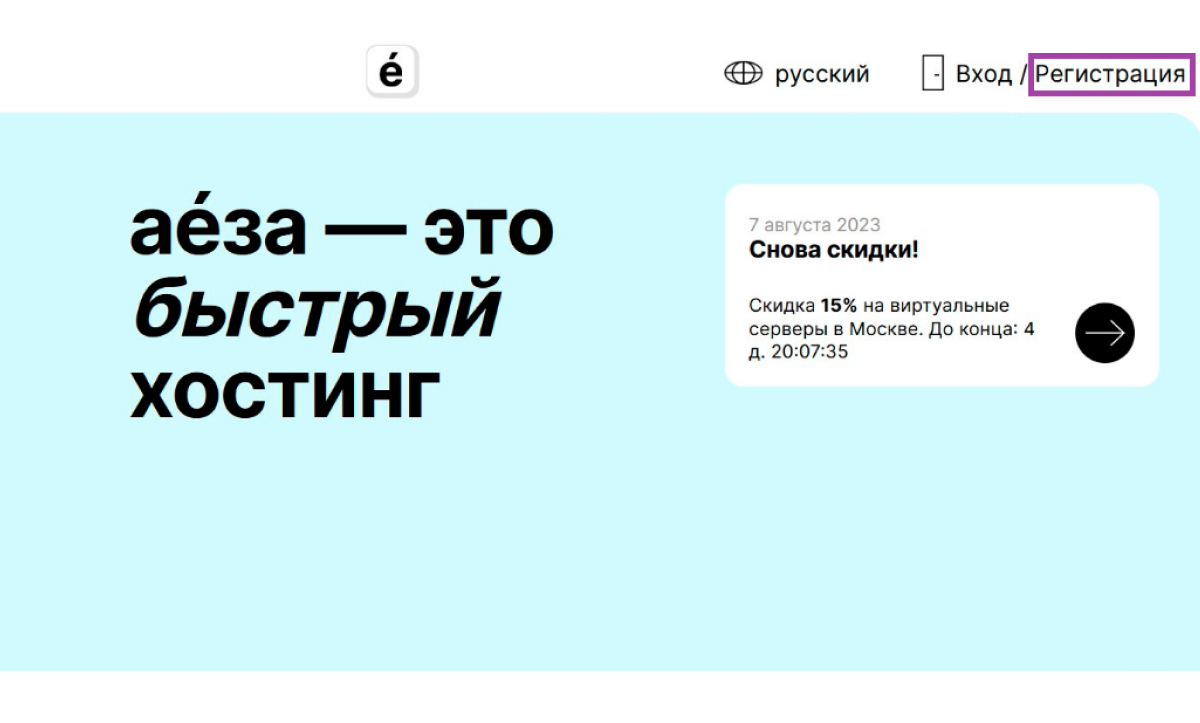 é
русский
Вход / Регистрация
аéза — это
быстрый
хостинг
7 августа 2023
Снова скидки!
Скидка 15% на виртуальные
серверы в Москве. До конца: 4
д. 20:07:35